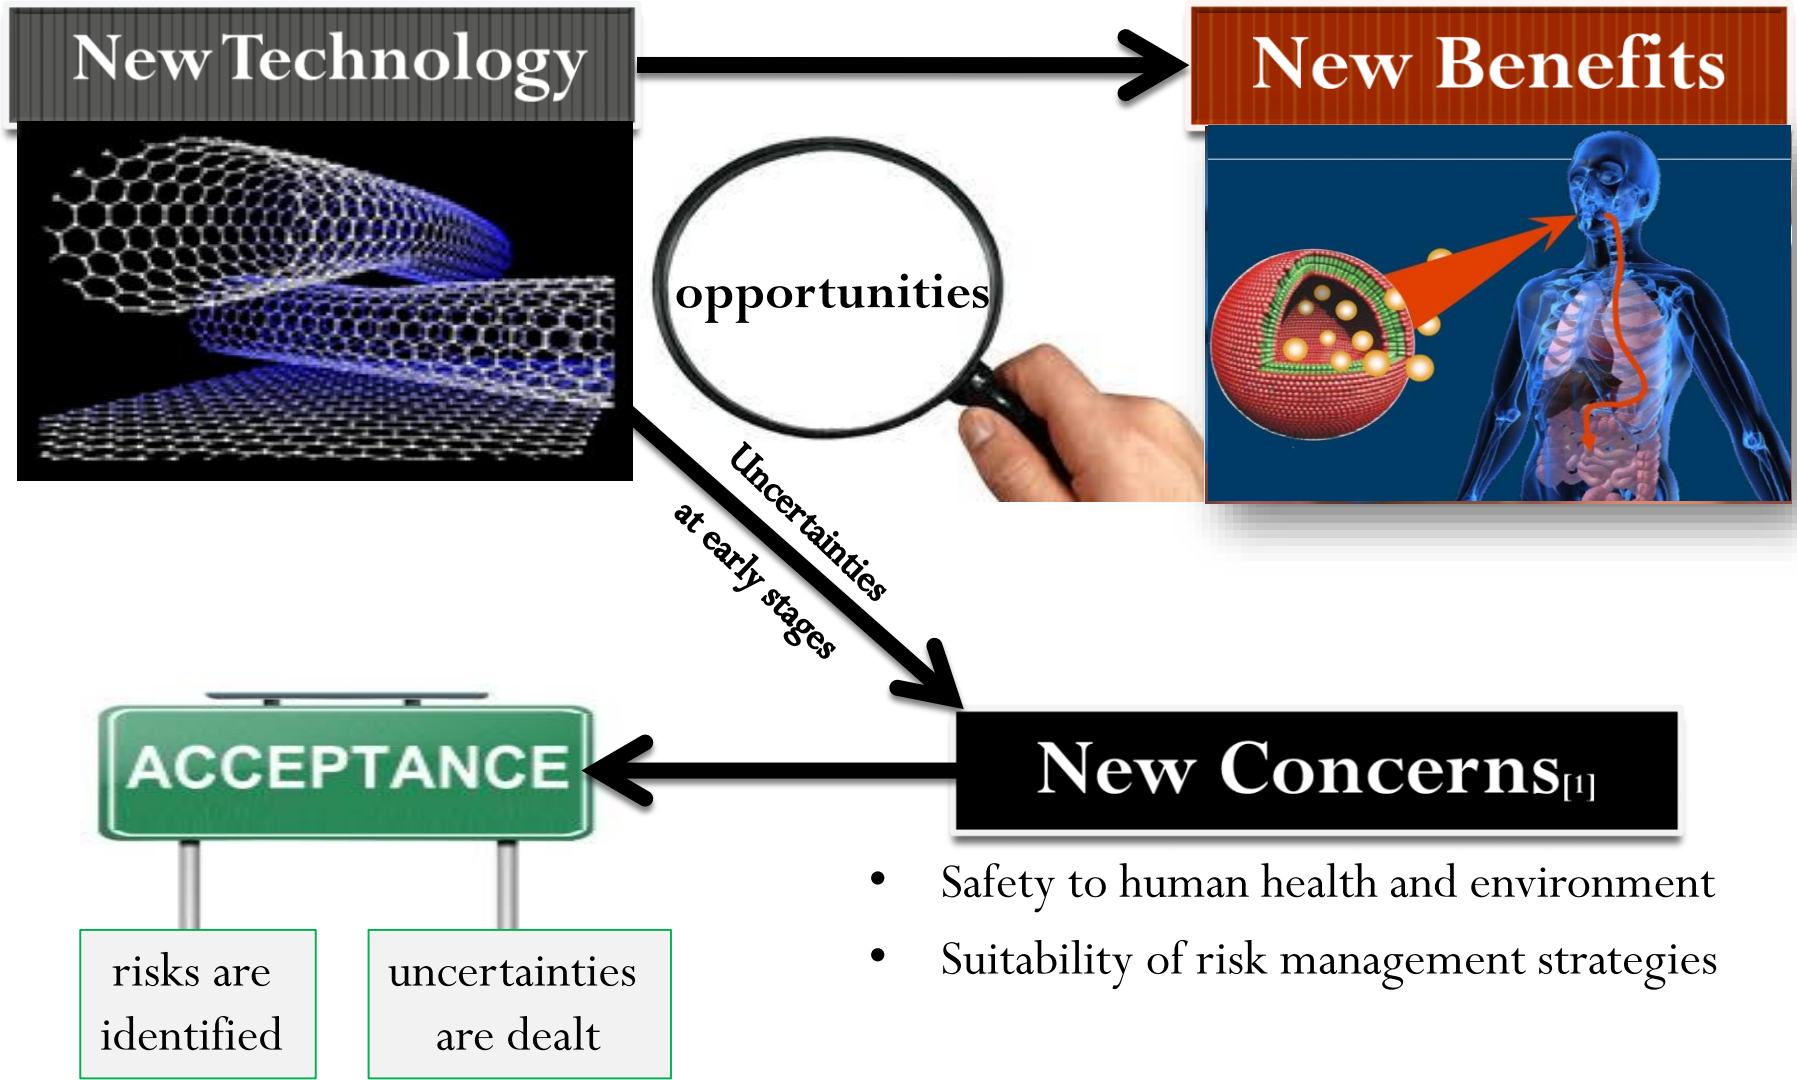 New Technology
New Benefits
opportunities
Uncertainties
at early stages
ACCEPTANCE
New Concerns[1]
• Safety to human health and environment
• Suitability of risk management strategies
risks are
identified
uncertainties
are dealt